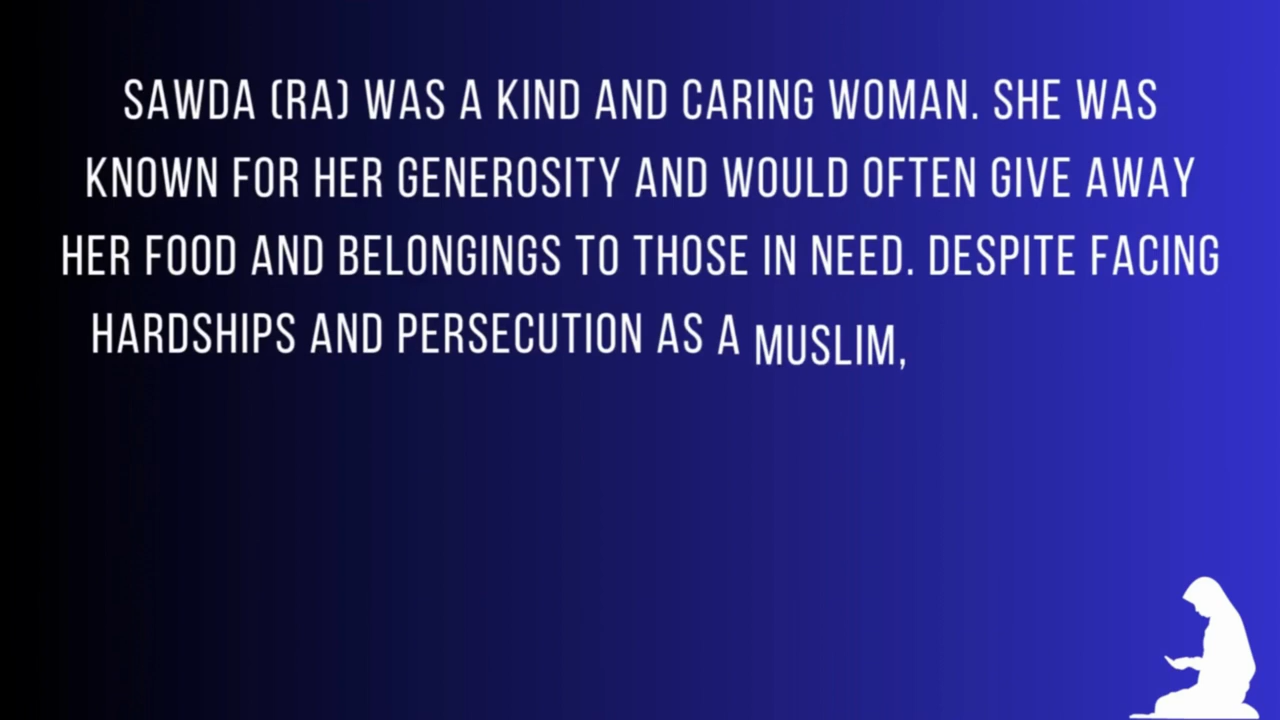 SAWDA (RA) WAS A KIND AND CARING WOMAN. SHE WAS
KNOWN FOR HER GENEROSITY AND WOULD OFTEN GIVE AWAY
HER FOOD AND BELONGINGS TO THOSE IN NEED. DESPITE FACING
HARDSHIPS AND PERSECUTION AS A MUSLIM,